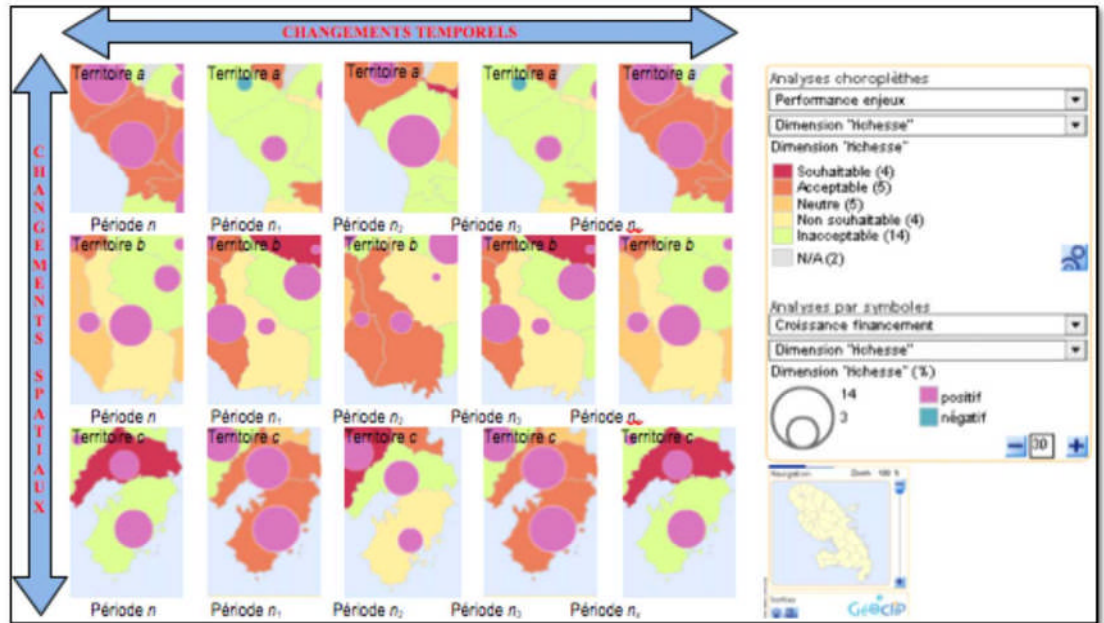 CHANGEMENTS TEMPORELS
CHANGEMENTS SPATIAUX
Territoire a Territoire a Territoire a Territoire a Territoire a
Période n Période n₁ Période n₂ Période n₃ Période
Territoire b Territoire b Territoire b Territoire b Territoire b
Période n Période n₁ Période n₂ Période n₃ Période
Territoire c Territoire c Territoire c Territoire c Territoire c
Période n Période n₁ Période n₂ Période n₃ Période nₓ
Analyses choroplèthes
Performance enjeux
Dimension "richesse"
Dimension "richesse"
Souhaitable (4)
Acceptable (5)
Neutre (5)
Non souhaitable (4)
Inacceptable (14)
N/A (2)
Analyses par symboles
Croissance financement
Dimension "richesse"
Dimension "richesse" (%)
14
3
positif
négatif
30
Navigation Zoom 100 %
GéOclip